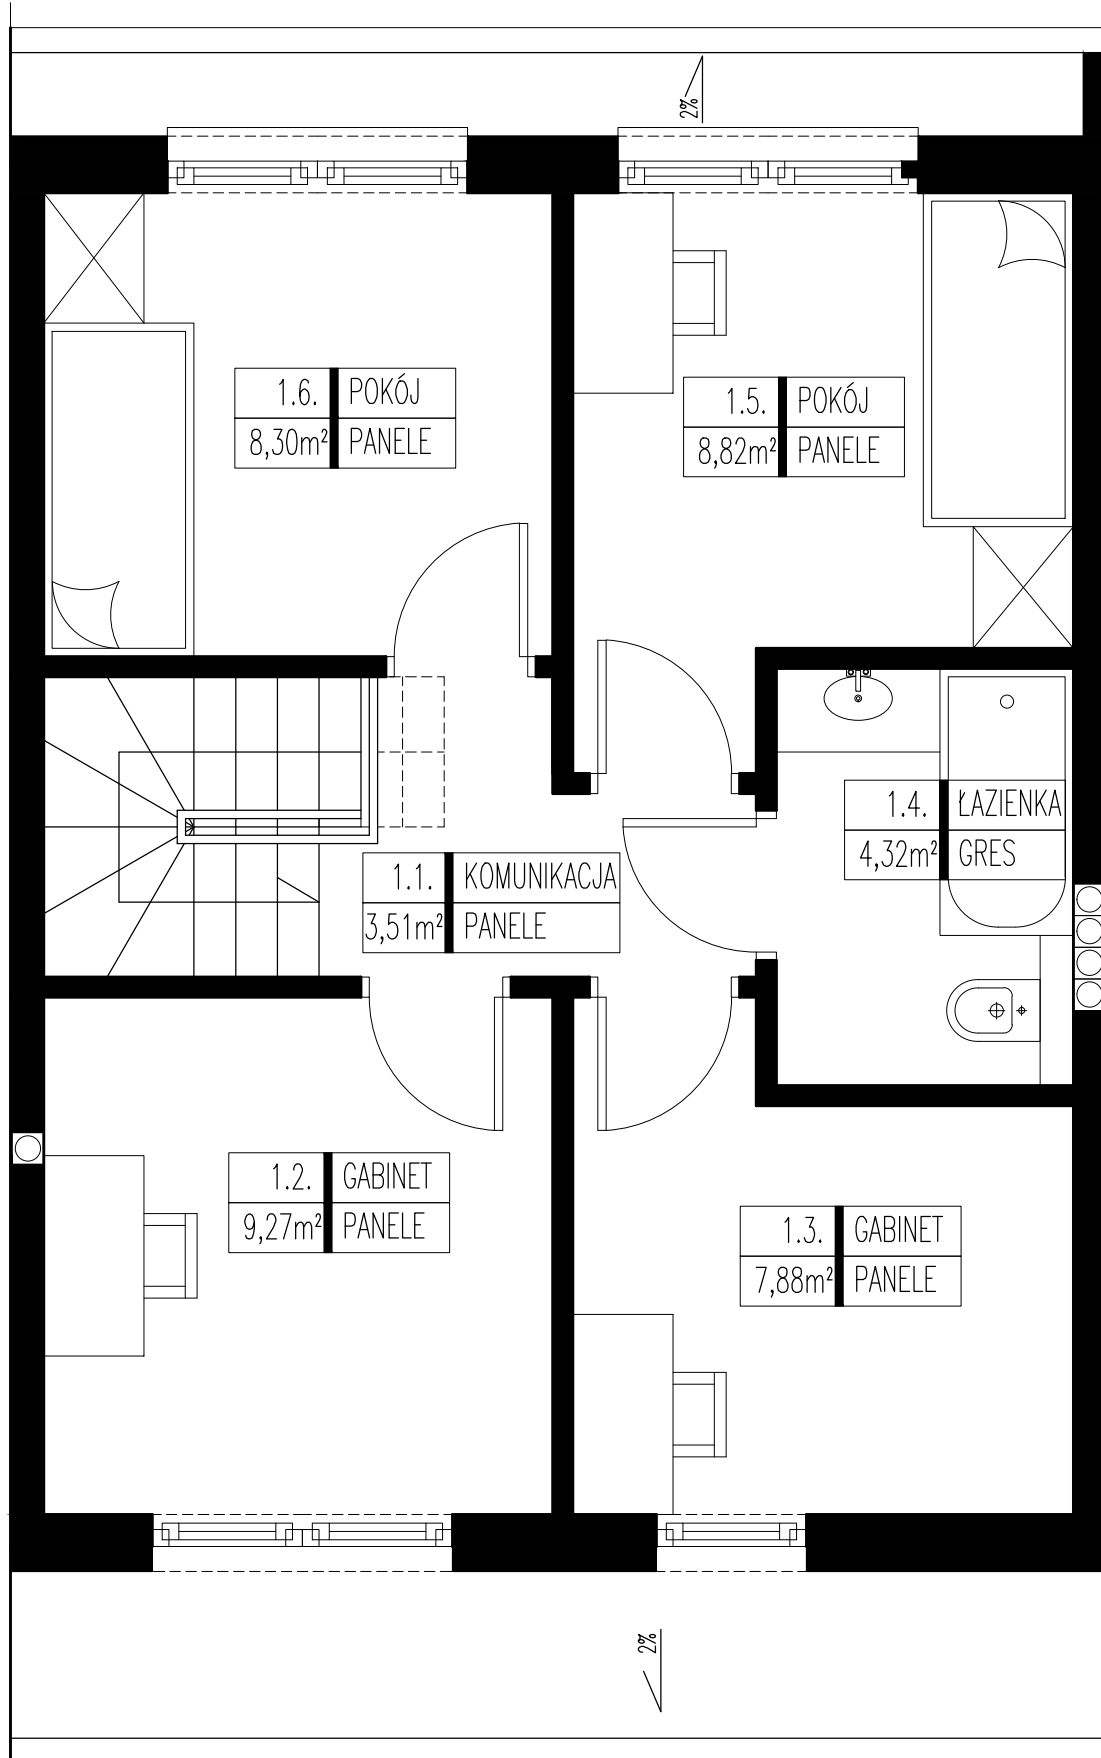 2%
1.6. POKÓJ
8,30m² PANELE
1.5. POKÓJ
8,82m² PANELE
1.4. ŁAZIENKA
4,32m² GRES
1.1. KOMUNIKACJA
3,51m² PANELE
1.2. GABINET
9,27m² PANELE
1.3. GABINET
7,88m² PANELE
2%